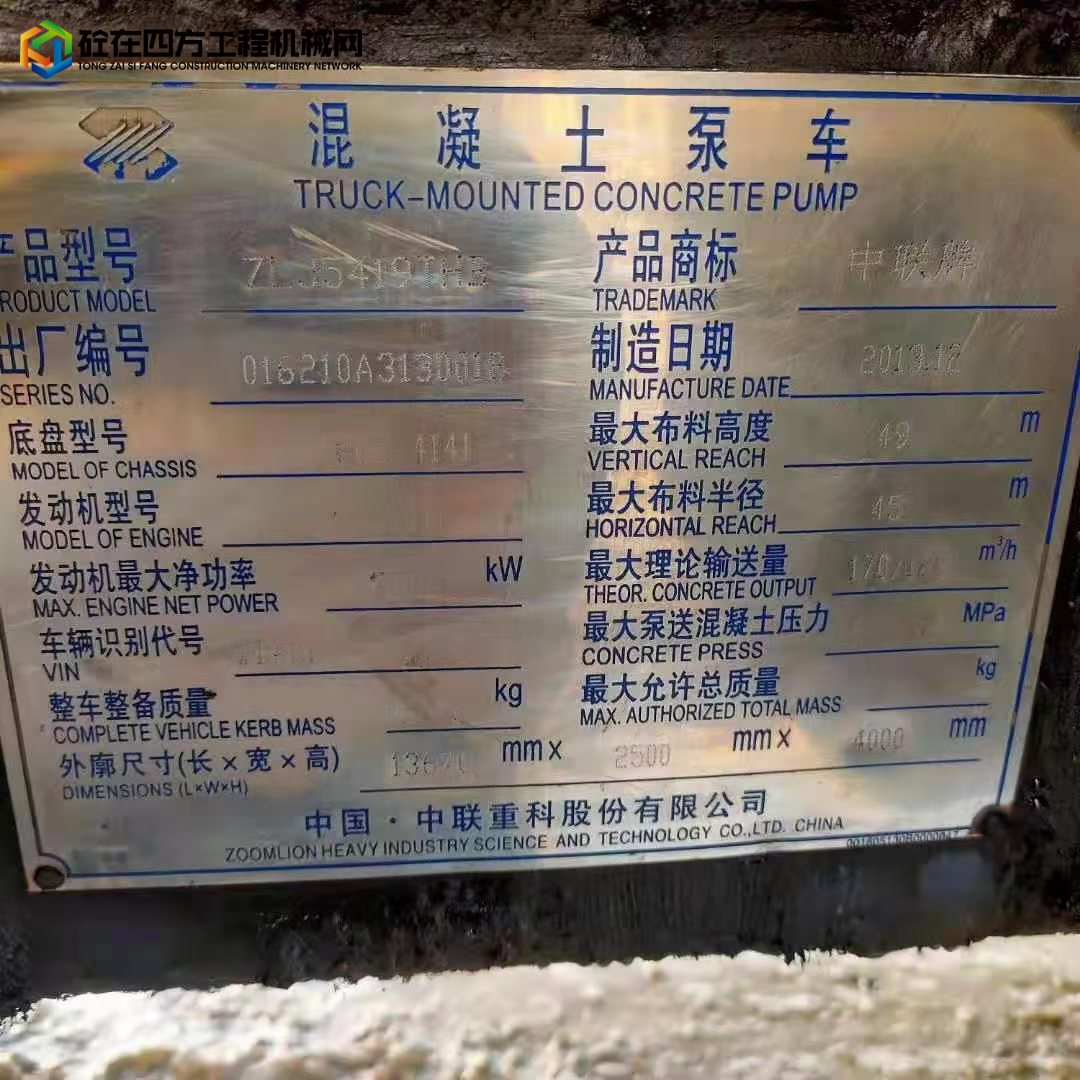 砼在四方工程机械网
TONG ZAI SI FANG CONSTRUCTION MACHINERY NETWORK
混凝土泵车
TRUCK-MOUNTED CONCRETE PUMP
产品型号 ZLJ5419THB
PRODUCT MODEL
产品商标 中联牌
TRADEMARK
出厂编号 016210A313D018
SERIES NO.
制造日期 2013.12
MANUFACTURE DATE
底盘型号 4141
MODEL OF CHASSIS
最大布料高度 49 m
VERTICAL REACH
发动机型号
MODEL OF ENGINE
最大布料半径 45 m
HORIZONTAL REACH
发动机最大净功率 kW
MAX. ENGINE NET POWER
最大理论输送量 m³/h
THEOR. CONCRETE OUTPUT
车辆识别代号
VIN
最大泵送混凝土压力 MPa
CONCRETE PRESS
整车整备质量 kg
COMPLETE VEHICLE KERB MASS
最大允许总质量 kg
MAX. AUTHORIZED TOTAL MASS
外廓尺寸(长×宽×高) mm x 2500 mm x 4000 mm
DIMENSIONS (L×W×H)
中国·中联重科股份有限公司
ZOOMLION HEAVY INDUSTRY SCIENCE AND TECHNOLOGY CO., LTD. CHINA